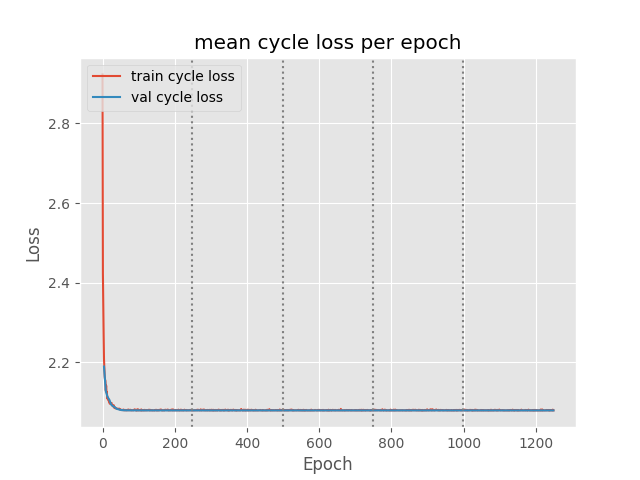 mean cycle loss per epoch
train cycle loss
val cycle loss
2.8
2.6
2.4
2.2
Loss
0 200 400 600 800 1000 1200
Epoch